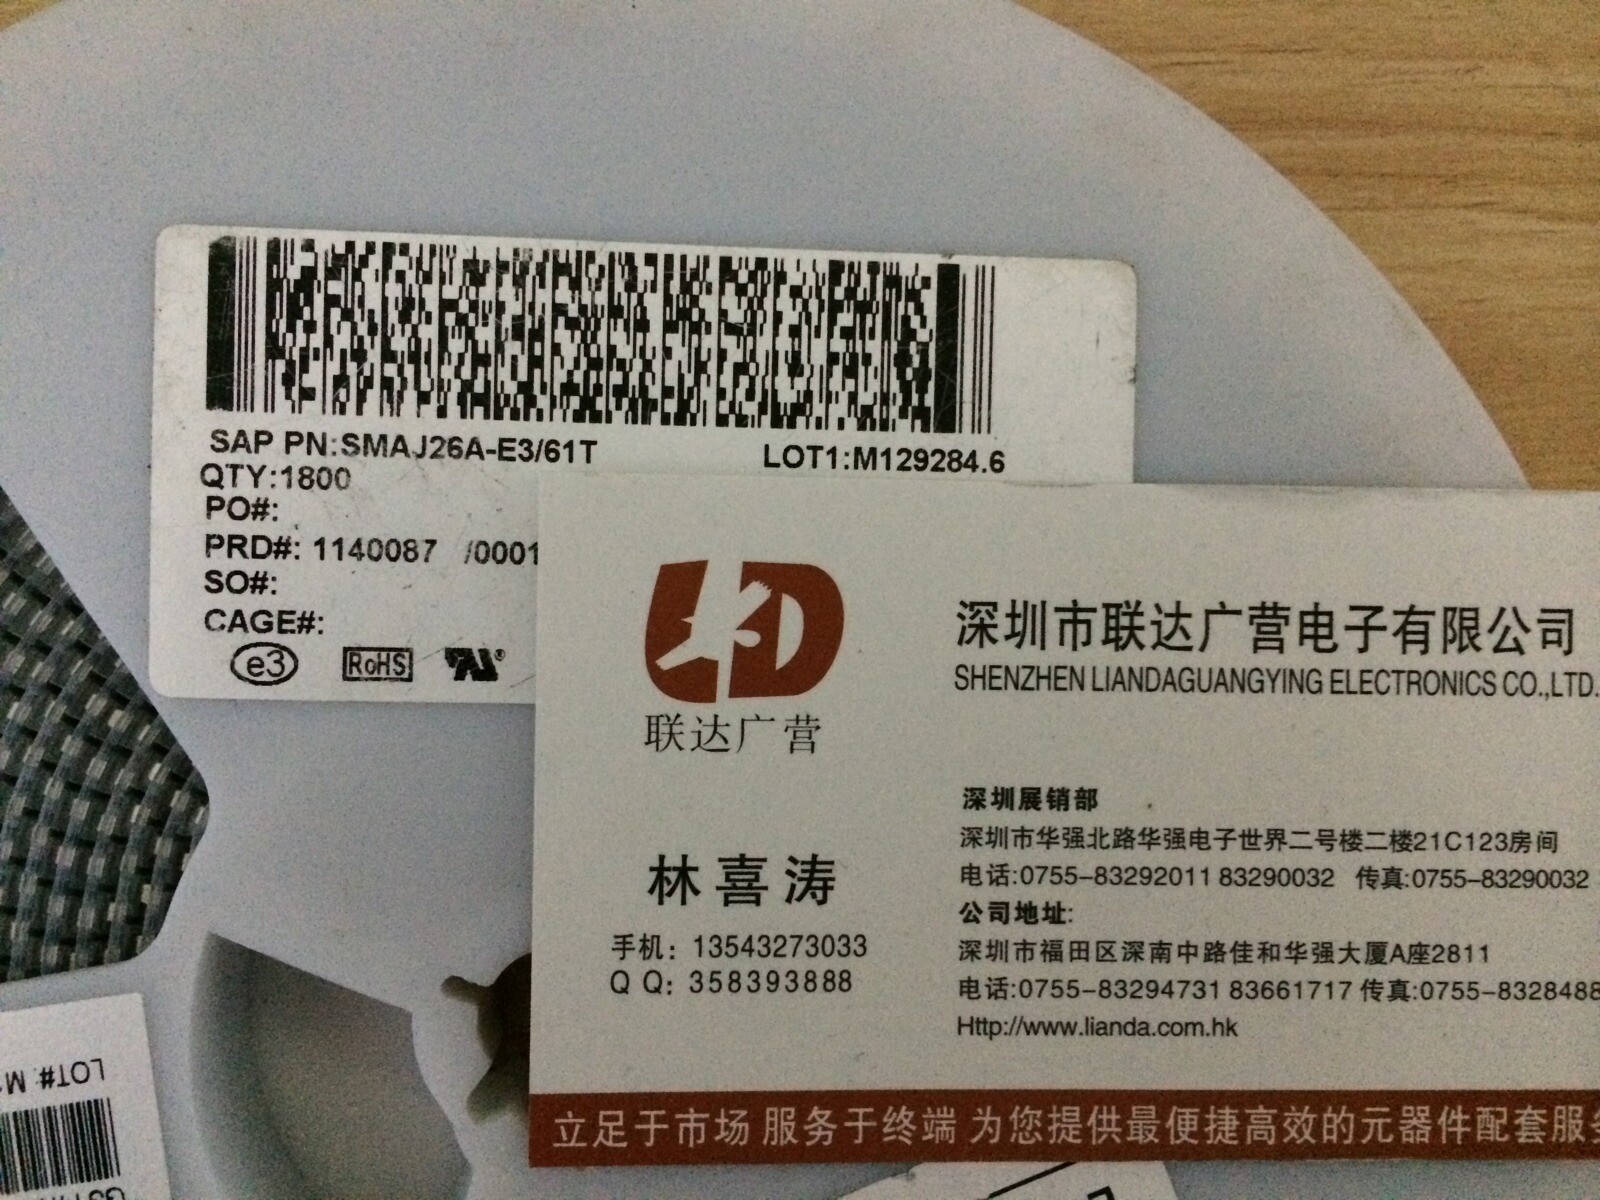 SAP PN:SMAJ26A-E3/61T LOT1:M129284.6
QTY:1800
PO#:
PRD#: 1140087 /0001
SO#:
CAGE#:
e3 RoHS
联达广营
深圳市联达广营电子有限公司
SHENZHEN LIANDAGUANGYING ELECTRONICS CO.,LTD.
林喜涛
手机：13543273033
Q Q：358393888
深圳展销部
深圳市华强北路华强电子世界二号楼二楼21C123房间
电话:0755-83292011 83290032 传真:0755-83290032
公司地址:
深圳市福田区深南中路佳和华强大厦A座2811
电话:0755-83294731 83661717 传真:0755-8328488
Http://www.lianda.com.hk
立足于市场 服务于终端 为您提供最便捷高效的元器件配套服务
LOT# M